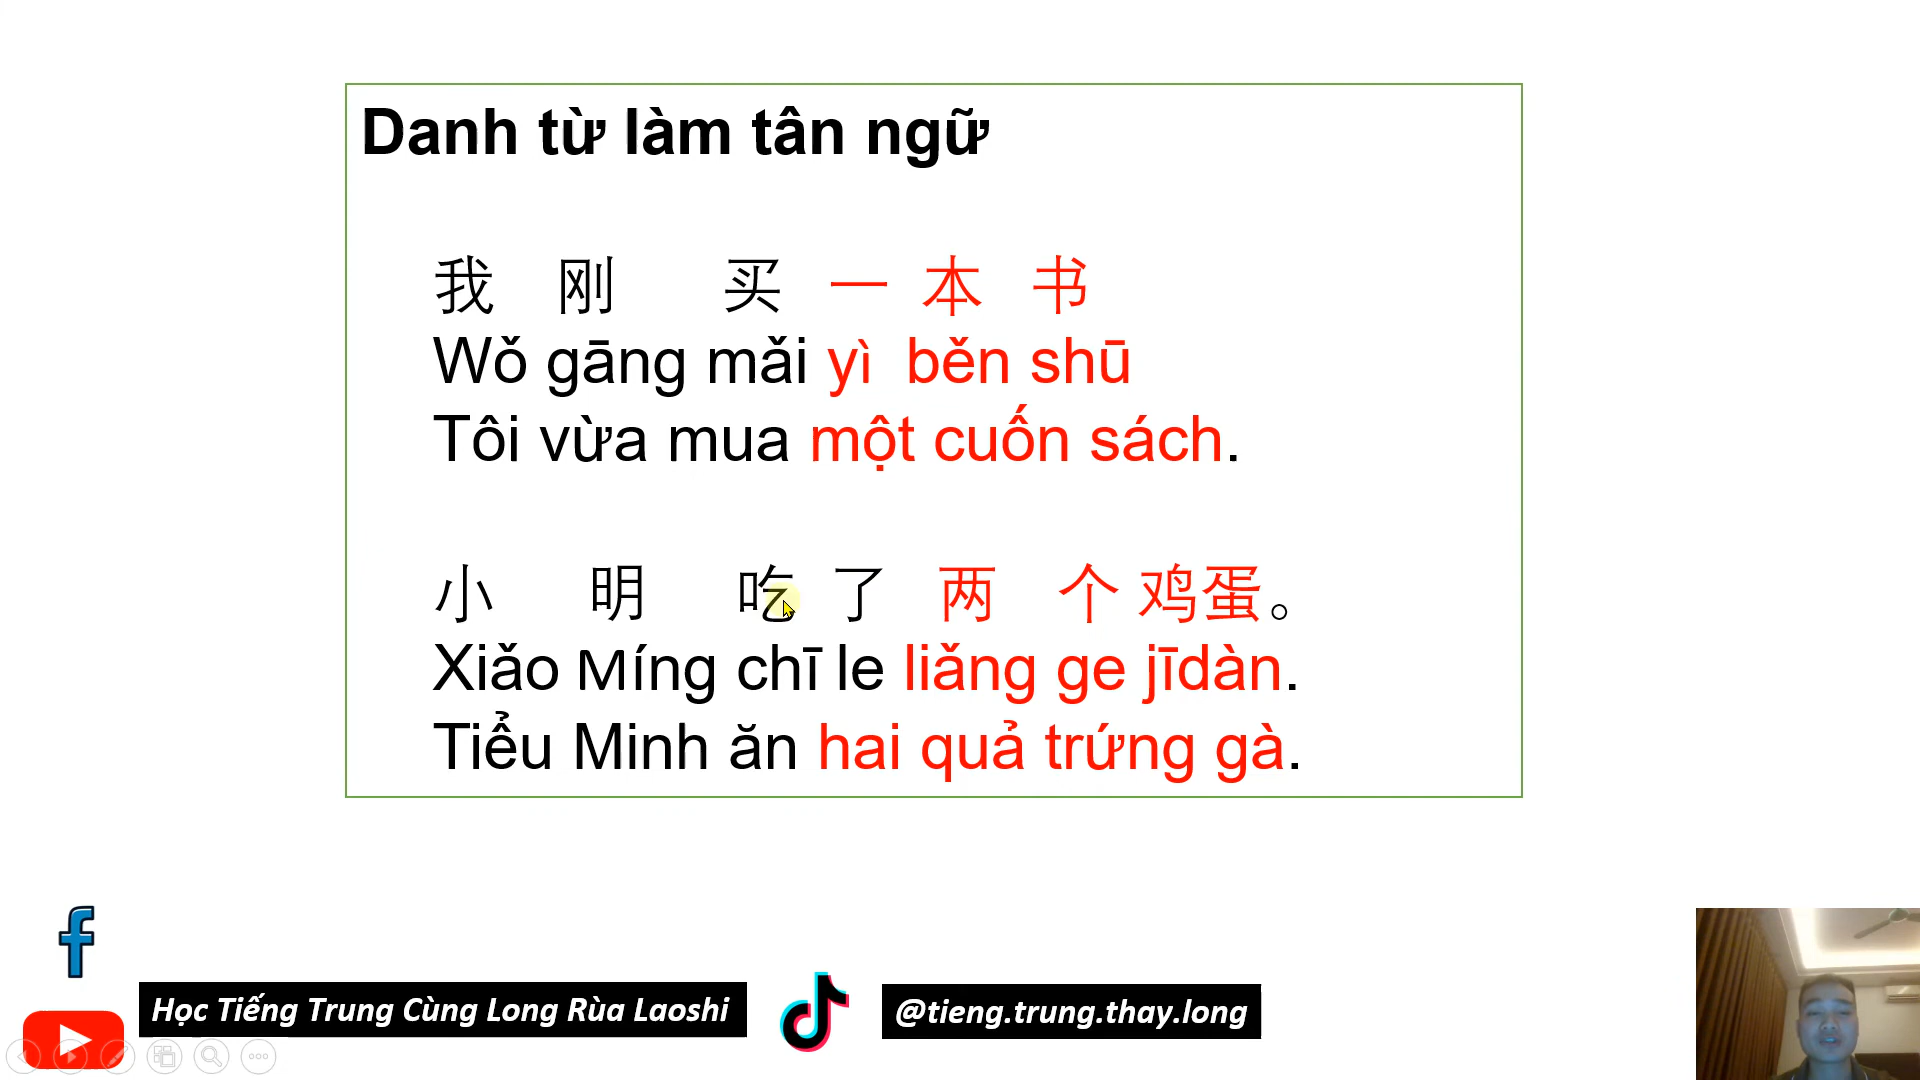 Danh từ làm tân ngữ
我 刚 买 一 本 书
Wǒ gāng mǎi yì běn shū
Tôi vừa mua một cuốn sách.
小 明 吃 了 两 个 鸡蛋。
Xiǎo Míng chī le liǎng ge jīdàn.
Tiểu Minh ăn hai quả trứng gà.
Học Tiếng Trung Cùng Long Rùa Laoshi
@tieng.trung.thay.long